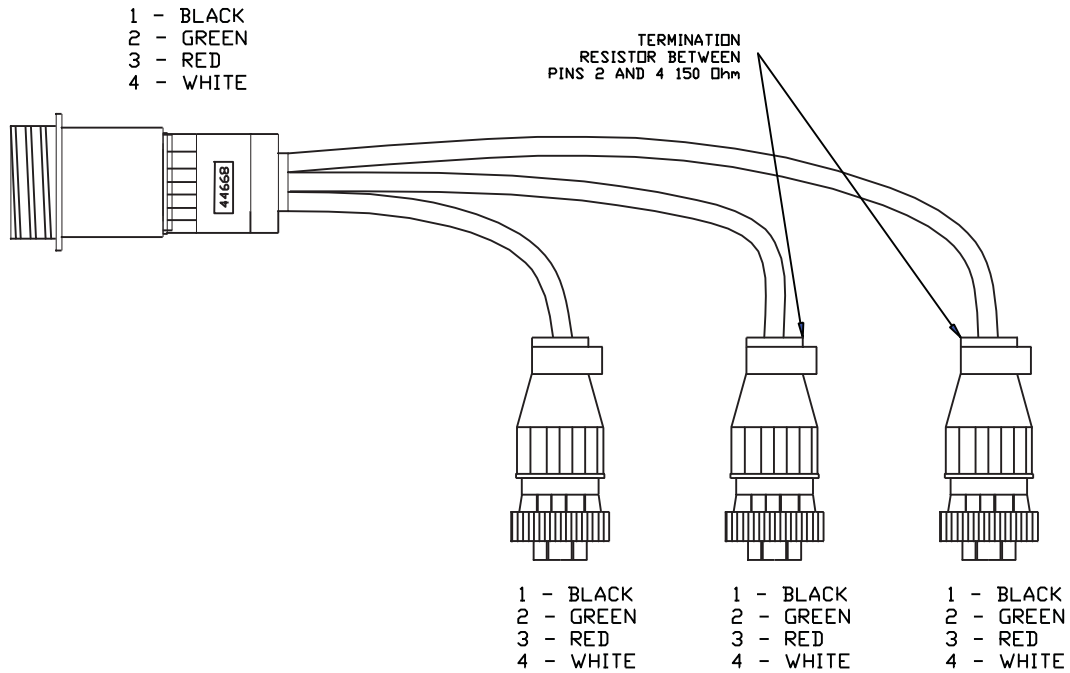 1 - BLACK
2 - GREEN
3 - RED
4 - WHITE
TERMINATION
RESISTOR BETWEEN
PINS 2 AND 4 150 Ohm
44668
1 - BLACK
2 - GREEN
3 - RED
4 - WHITE
1 - BLACK
2 - GREEN
3 - RED
4 - WHITE
1 - BLACK
2 - GREEN
3 - RED
4 - WHITE